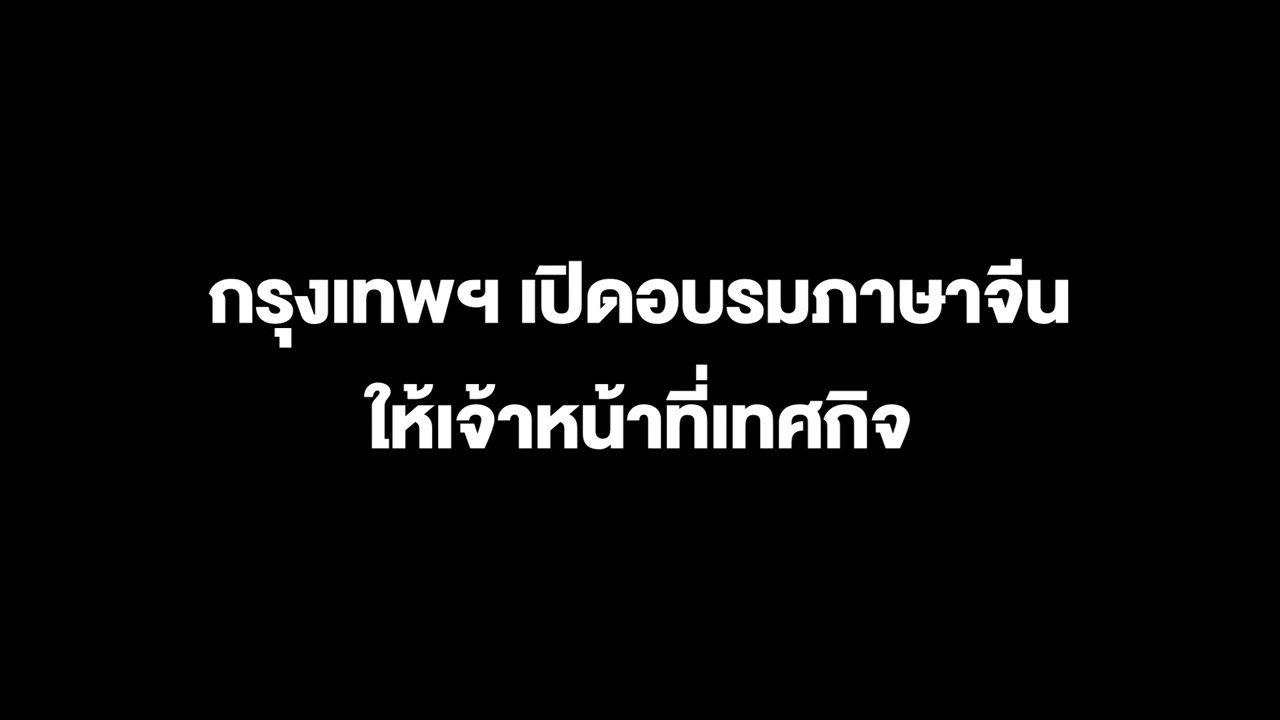 กรุงเทพฯ เปิดอบรมภาษาจีน
ให้เจ้าหน้าที่เทศกิจ